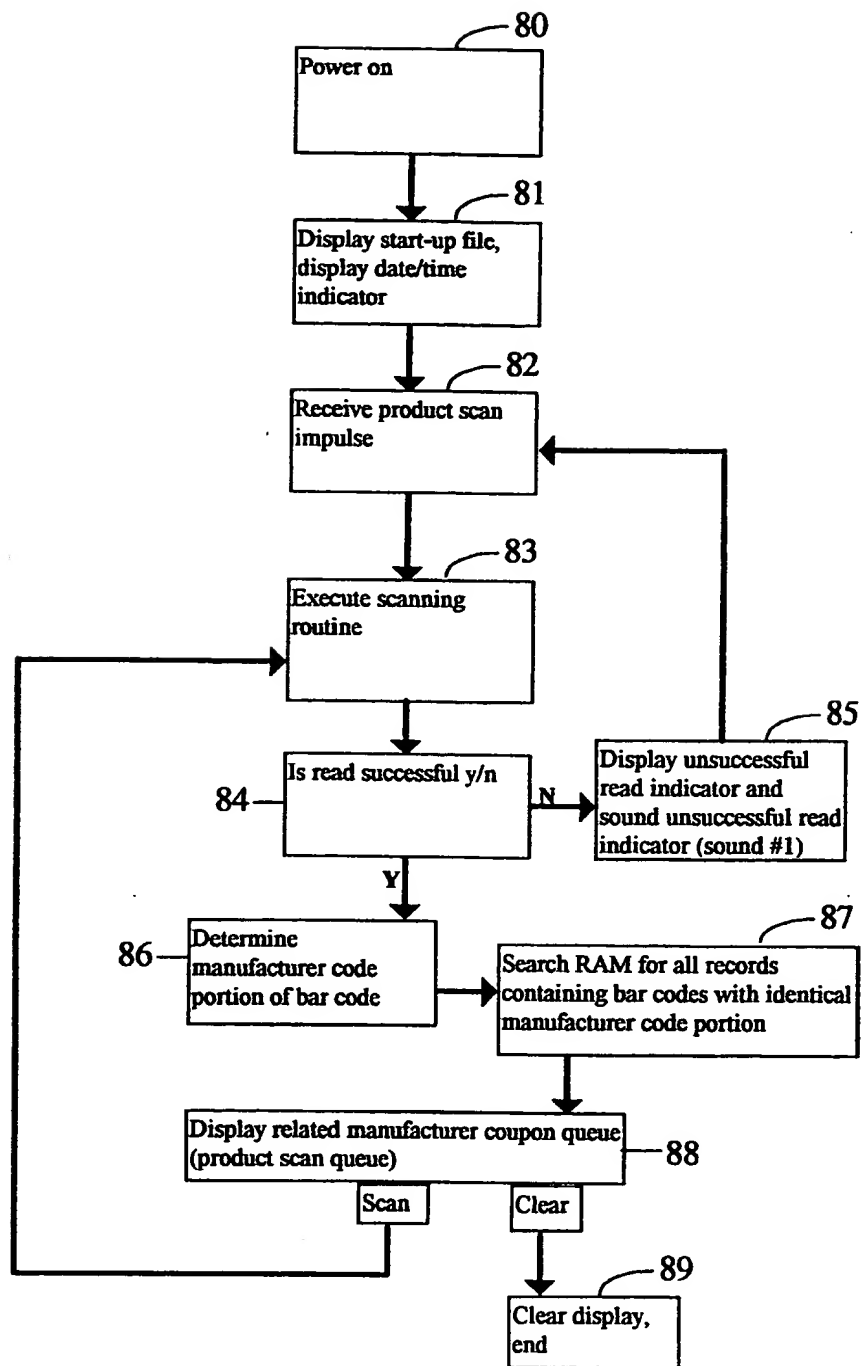 80
Power on
81
Display start-up file,
display date/time
indicator
82
Receive product scan
impulse
83
Execute scanning
routine
85
84
Is read successful y/n
N
Display unsuccessful
read indicator and
sound unsuccessful read
indicator (sound #1)
Y
86
Determine
manufacturer code
portion of bar code
87
Search RAM for all records
containing bar codes with identical
manufacturer code portion
Display related manufacturer coupon queue
(product scan queue)
88
Scan
Clear
89
Clear display,
end